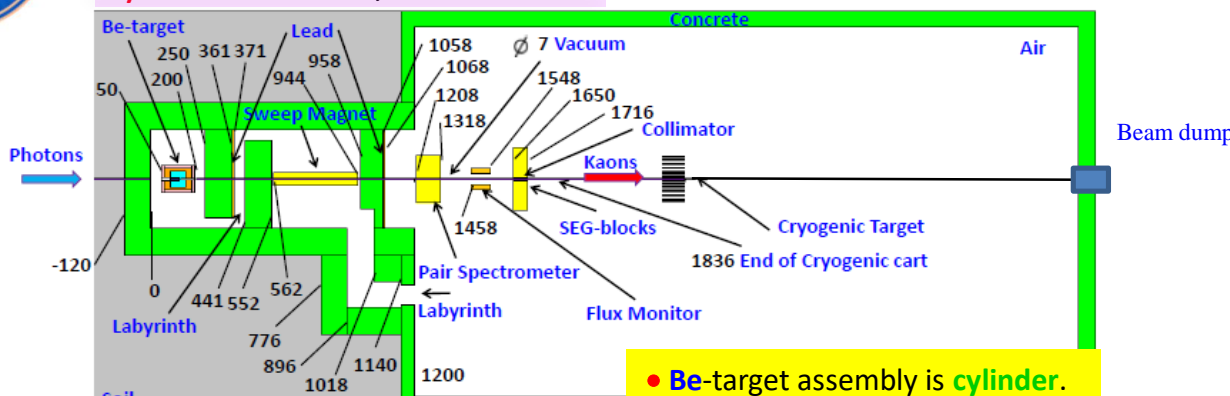 Concrete
Be-target
Lead
Ø 7 Vacuum
Air
250 361 371
1058
958
1068
944
1548
200
50
1208
1650
Sweep Magnet
1318
1716
Collimator
Beam dump
Photons
Kaons
1458
SEG-blocks
Cryogenic Target
-120
0
441 552
562
Pair Spectrometer
1836 End of Cryogenic cart
Labyrinth
Labyrinth
Flux Monitor
776
896
1140
1018
1200
• Be-target assembly is cylinder.